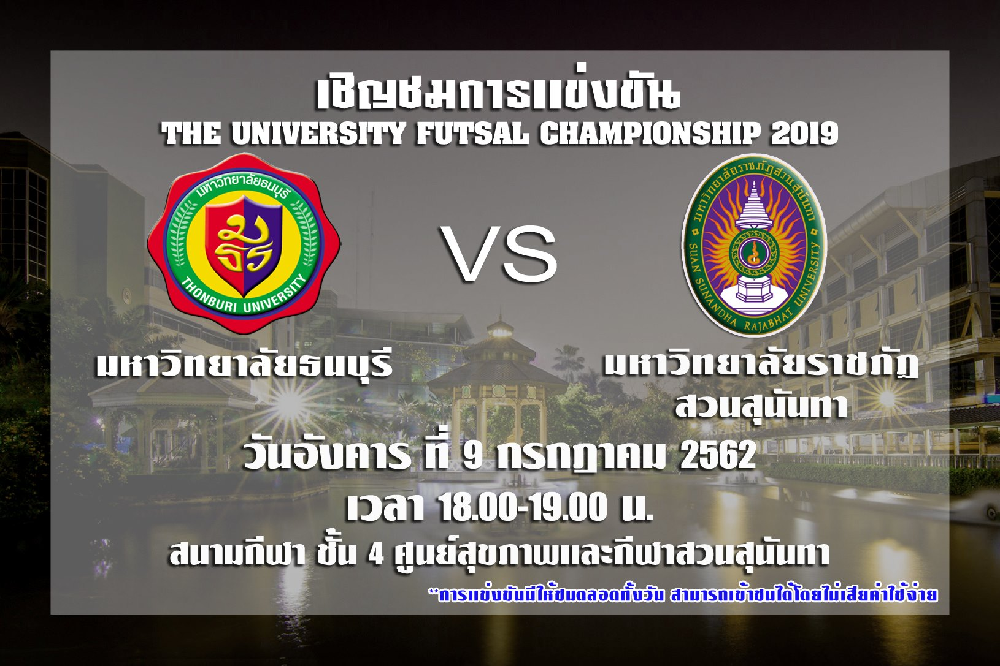 เชิญชมการแข่งขัน
THE UNIVERSITY FUTSAL CHAMPIONSHIP 2019
มหาวิทยาลัยธนบุรี
มธร
THONBURI UNIVERSITY
VS
มหาวิทยาลัยราชภัฏสวนสุนันทา
SUAN SUNANDHA RAJABHAT UNIVERSITY
มหาวิทยาลัยธนบุรี
มหาวิทยาลัยราชภัฏ
สวนสุนันทา
วันอังคาร ที่ 9 กรกฎาคม 2562
เวลา 18.00-19.00 น.
สนามกีฬา ชั้น 4 ศูนย์สุขภาพและกีฬาสวนสุนันทา
**การแข่งขันมีให้ชมตลอดทั้งวัน สามารถเข้าชมได้โดยไม่เสียค่าใช้จ่าย